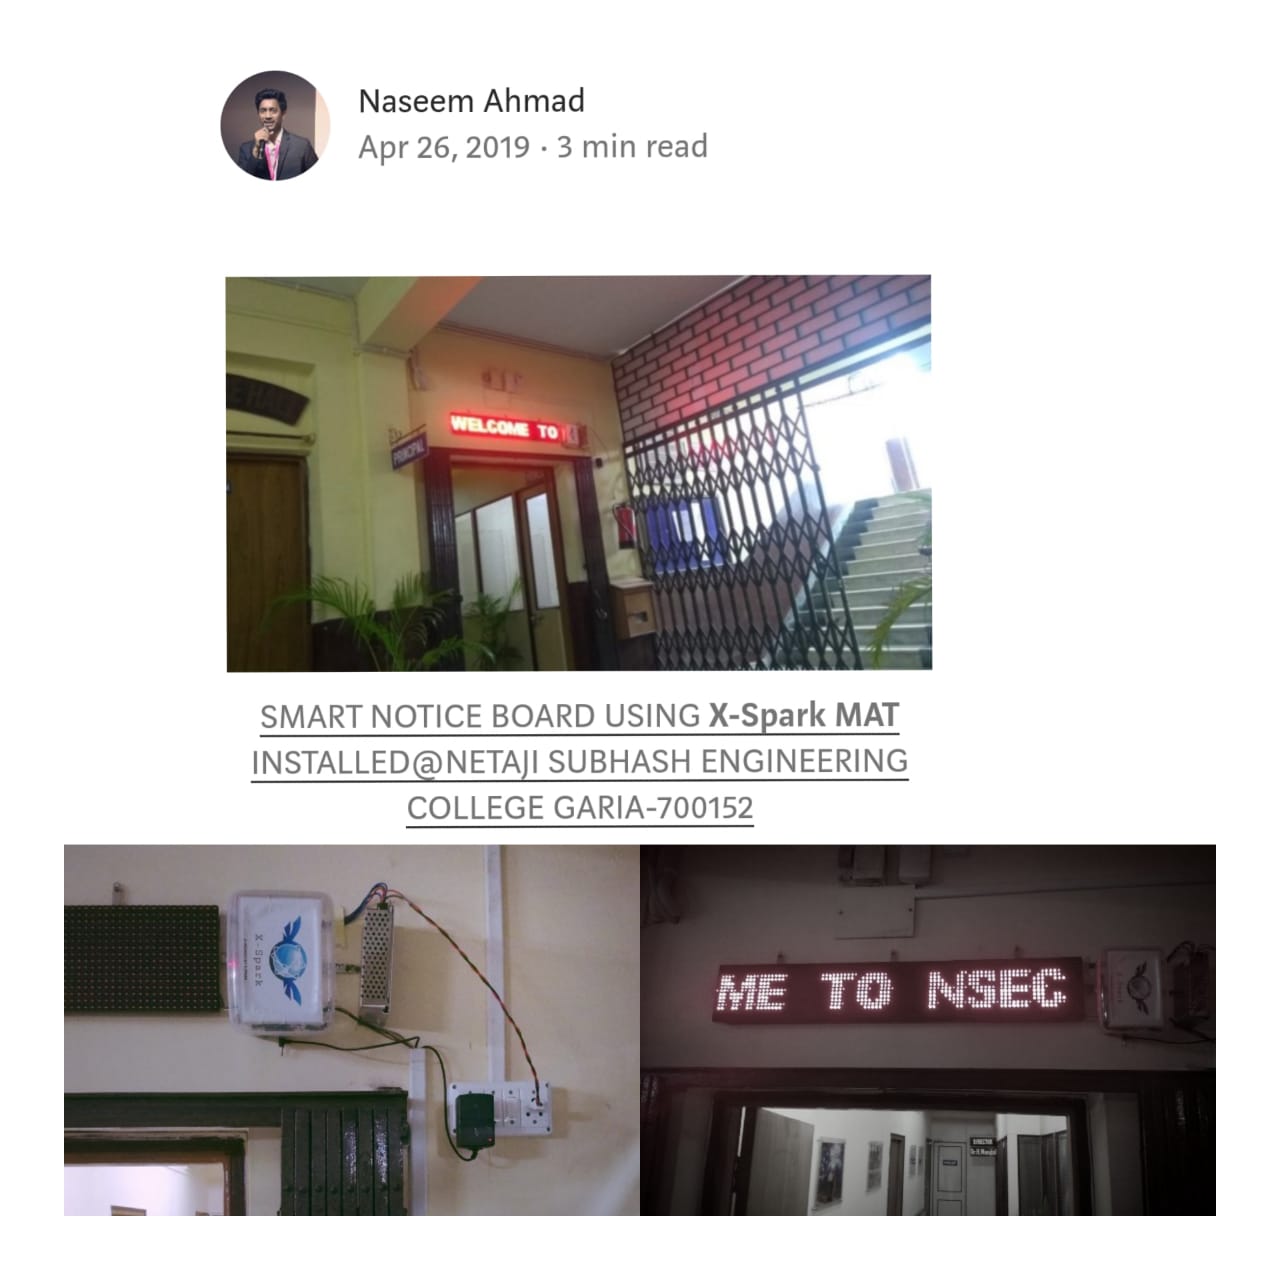 Naseem Ahmad
Apr 26, 2019 · 3 min read
WELCOME TO
PRINCIPAL
SMART NOTICE BOARD USING X-Spark MAT
INSTALLED@NETAJI SUBHASH ENGINEERING
COLLEGE GARIA-700152
X-Spark
ME TO NSEC
DIRECTOR